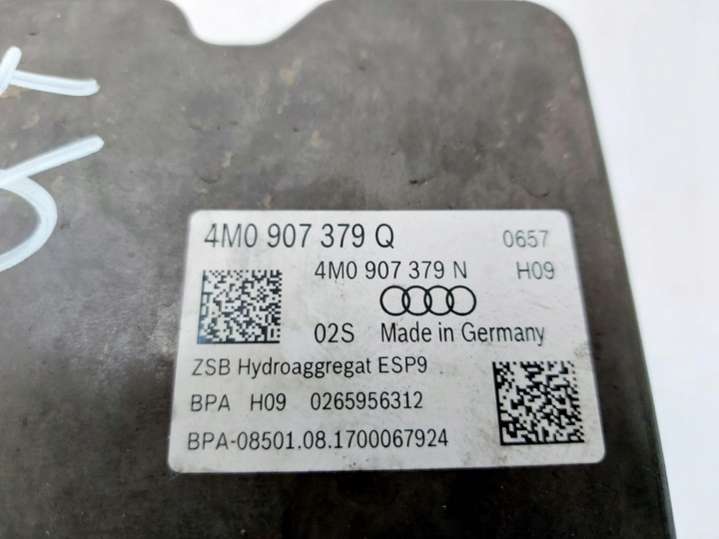 4M0 907 379 Q 0657
4M0 907 379 N H09
02S Made in Germany
ZSB Hydroaggregat ESP9
BPA H09 0265956312
BPA-08501.08.1700067924